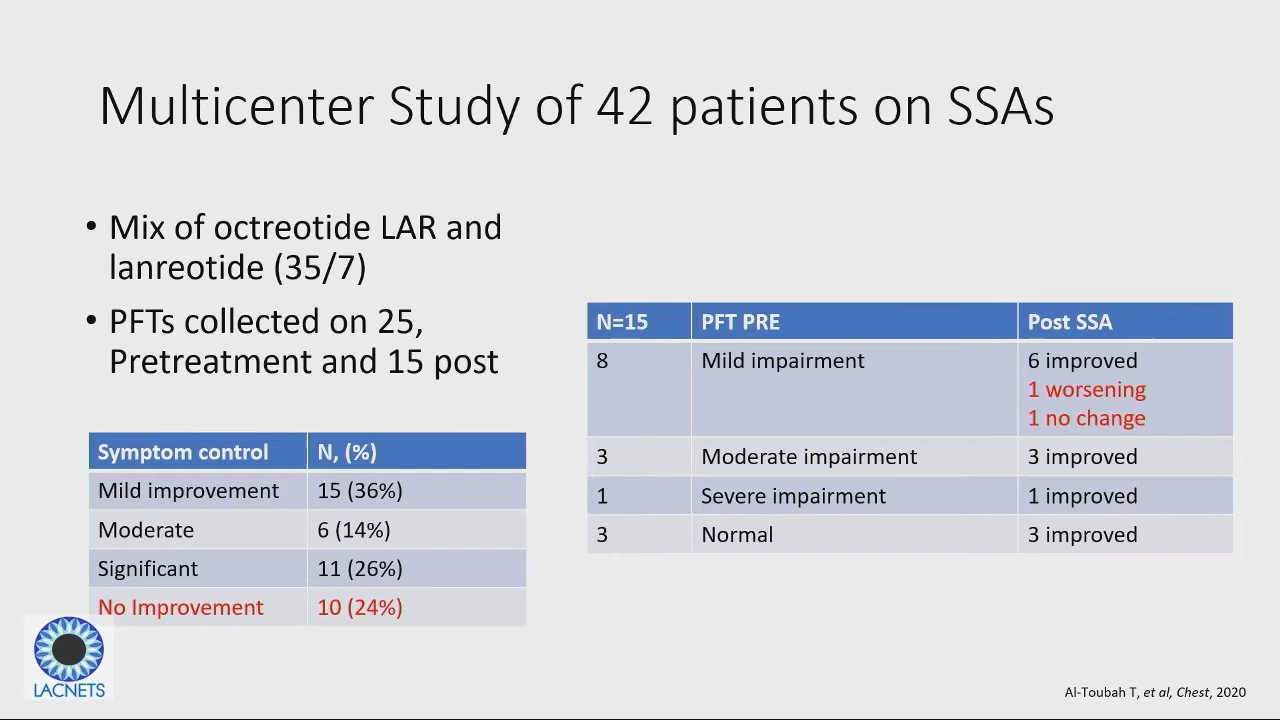 Multicenter Study of 42 patients on SSAs
• Mix of octreotide LAR and
lanreotide (35/7)
• PFTs collected on 25,
Pretreatment and 15 post
Symptom control N, (%)
Mild improvement 15 (36%)
Moderate 6 (14%)
Significant 11 (26%)
No Improvement 10 (24%)
N=15 PFT PRE Post SSA
8 Mild impairment 6 improved
1 worsening
1 no change
3 Moderate impairment 3 improved
1 Severe impairment 1 improved
3 Normal 3 improved
LACNETS
Al-Toubah T, et al, Chest, 2020